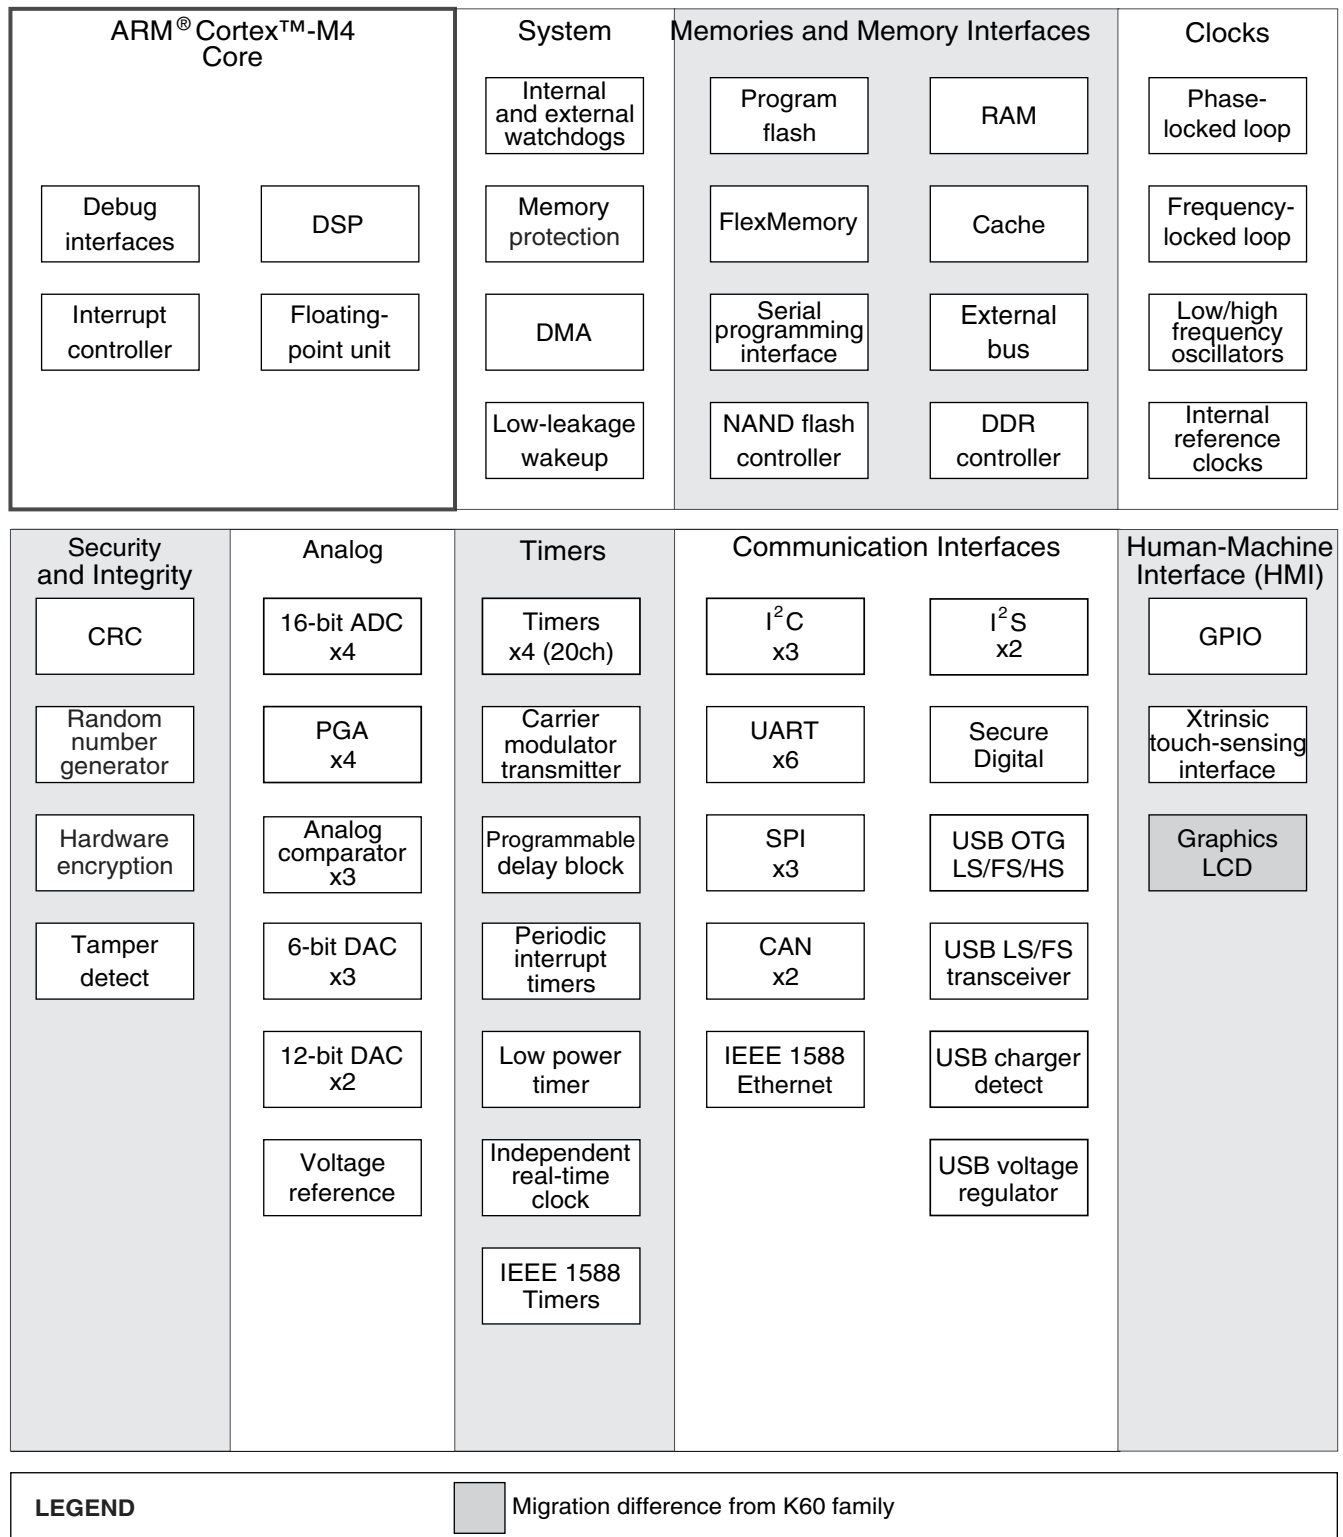 ARM® Cortex™-M4
Core
Debug
interfaces
DSP
Interrupt
controller
Floating-
point unit
System
Internal
and external
watchdogs
Memory
protection
DMA
Low-leakage
wakeup
Memories and Memory Interfaces
Program
flash
RAM
FlexMemory
Cache
Serial
programming
interface
External
bus
NAND flash
controller
DDR
controller
Clocks
Phase-
locked loop
Frequency-
locked loop
Low/high
frequency
oscillators
Internal
reference
clocks
Security
and Integrity
CRC
Random
number
generator
Hardware
encryption
Tamper
detect
Analog
16-bit ADC
x4
PGA
x4
Analog
comparator
x3
6-bit DAC
x3
12-bit DAC
x2
Voltage
reference
Timers
Timers
x4 (20ch)
Carrier
modulator
transmitter
Programmable
delay block
Periodic
interrupt
timers
Low power
timer
Independent
real-time
clock
IEEE 1588
Timers
Communication Interfaces
I²C
x3
I²S
x2
UART
x6
Secure
Digital
SPI
x3
USB OTG
LS/FS/HS
CAN
x2
USB LS/FS
transceiver
IEEE 1588
Ethernet
USB charger
detect
USB voltage
regulator
Human-Machine
Interface (HMI)
GPIO
Xtrinsic
touch-sensing
interface
Graphics
LCD
LEGEND
Migration difference from K60 family